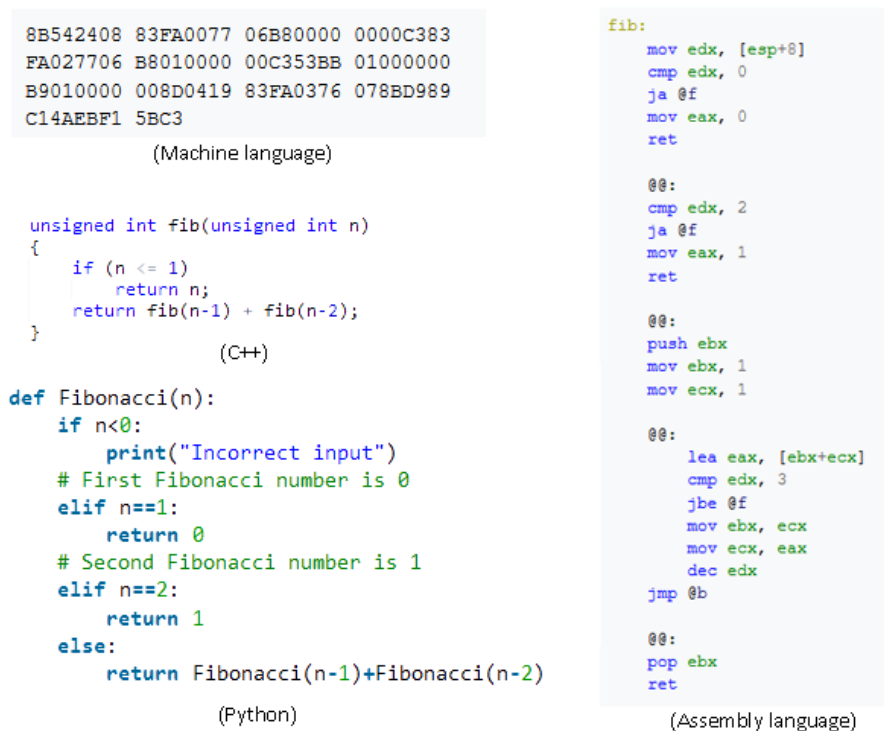 8B542408 83FA0077 06B80000 0000C383
FA027706 B8010000 00C353BB 01000000
B9010000 008D0419 83FA0376 078BD989
C14AEBF1 5BC3
(Machine language)
unsigned int fib(unsigned int n)
{
    if (n <= 1)
        return n;
    return fib(n-1) + fib(n-2);
}
(C++)
def Fibonacci(n):
    if n<0:
        print("Incorrect input")
    # First Fibonacci number is 0
    elif n==1:
        return 0
    # Second Fibonacci number is 1
    elif n==2:
        return 1
    else:
        return Fibonacci(n-1)+Fibonacci(n-2)
(Python)
fib:
    mov edx, [esp+8]
    cmp edx, 0
    ja @f
    mov eax, 0
    ret
    @@:
    cmp edx, 2
    ja @f
    mov eax, 1
    ret
    @@:
    push ebx
    mov ebx, 1
    mov ecx, 1
    @@:
        lea eax, [ebx+ecx]
        cmp edx, 3
        jbe @f
        mov ebx, ecx
        mov ecx, eax
        dec edx
    jmp @b
    @@:
    pop ebx
    ret
(Assembly language)